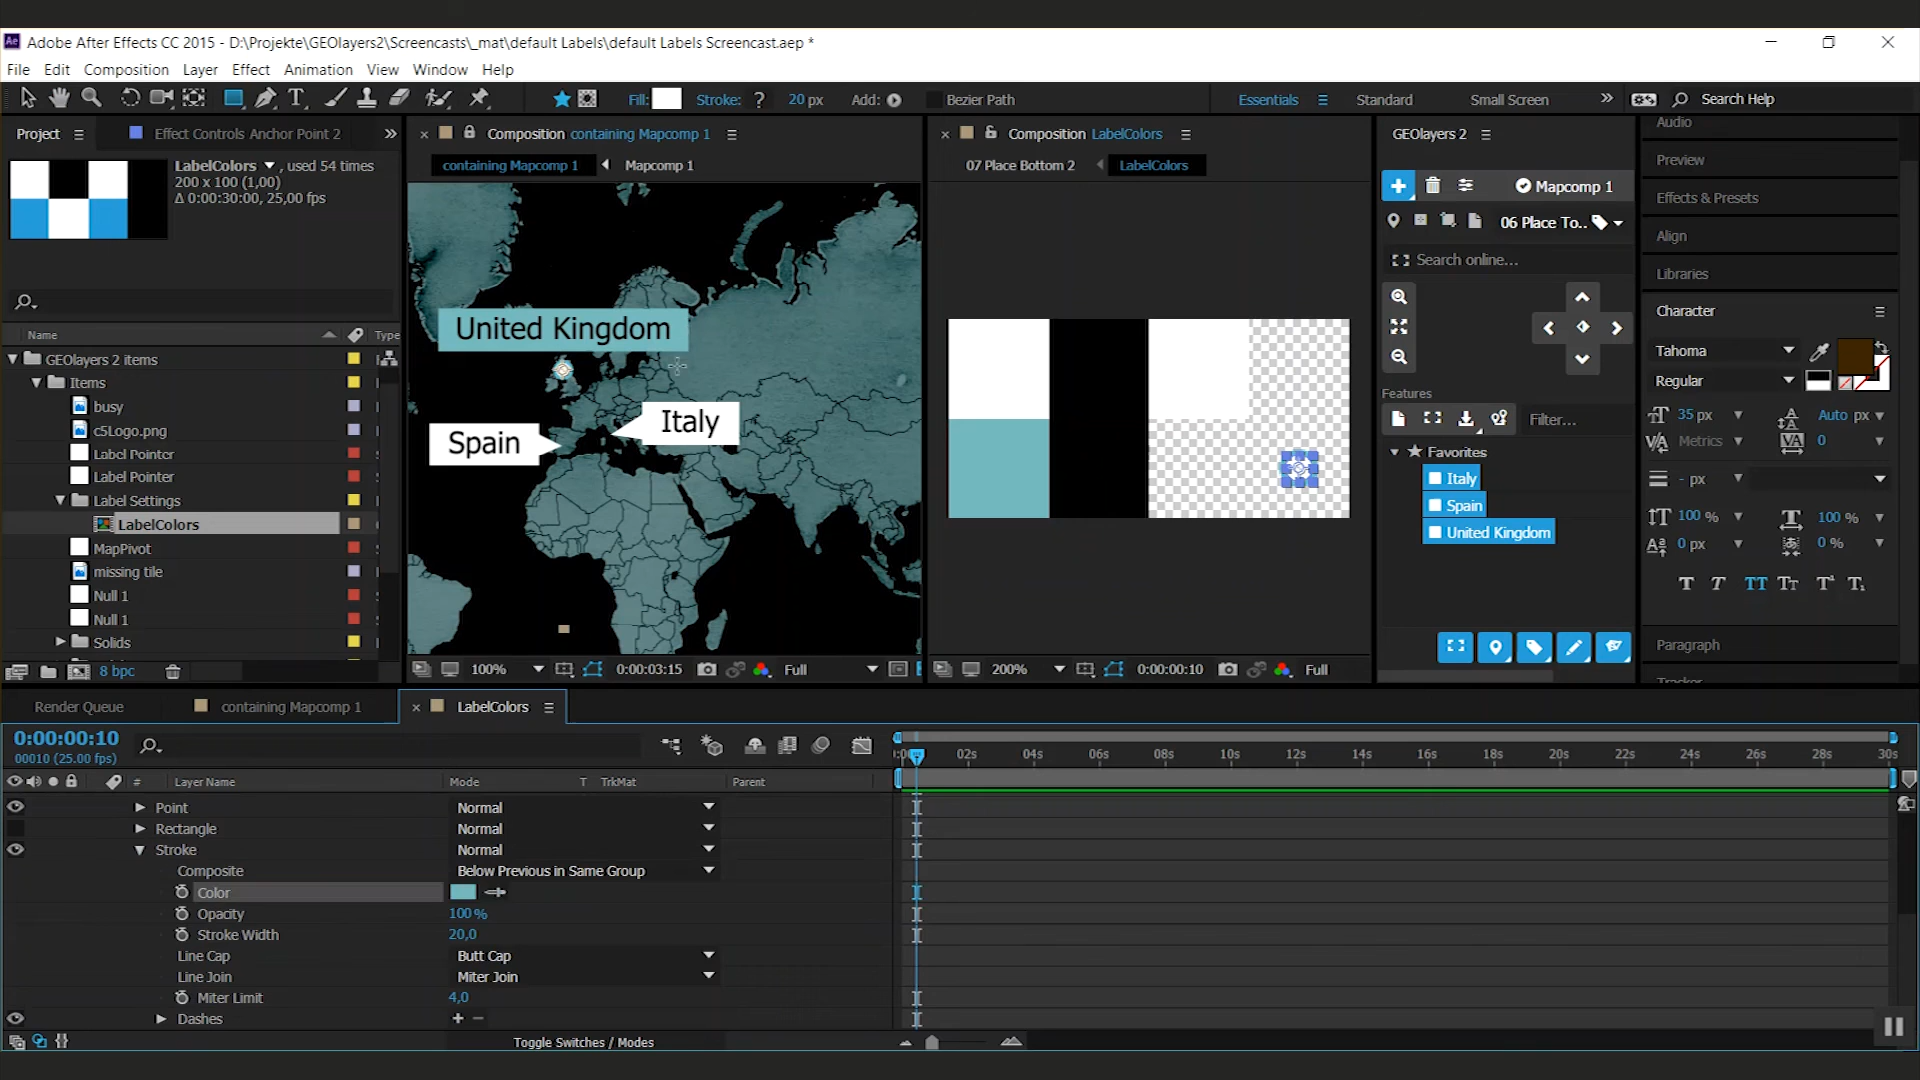 Adobe After Effects CC 2015 - D:\Projekte\GEOlayers2\Screencasts\_mat\default Labels\default Labels Screencast.aep *
File Edit Composition Layer Effect Animation View Window Help
Fill: Stroke: ? 20 px Add: Bezier Path Essentials Standard Small Screen Search Help
Project Effect Controls Anchor Point 2
LabelColors , used 54 times
200 x 100 (1,00)
Δ 0:00:30:00, 25,00 fps
Name Type
GEOlayers 2 items
Items
busy
c5Logo.png
Label Pointer
Label Pointer
Label Settings
LabelColors
MapPivot
missing tile
Null 1
Null 1
Solids
8 bpc
Composition containing Mapcomp 1
containing Mapcomp 1 Mapcomp 1
United Kingdom
Italy
Spain
100% 0:00:03:15 Full
Composition LabelColors
07 Place Bottom 2 LabelColors
200% 0:00:00:10 Full
GEOlayers 2
Mapcomp 1
06 Place To..
Search online...
Features
Filter...
Favorites
Italy
Spain
United Kingdom
Audio
Preview
Effects & Presets
Align
Libraries
Character
Tahoma
Regular
35 px Auto px
Metrics 0
- px
100 % 100 %
0 px 0 %
T T TT Tt T¹ T₁
Paragraph
Render Queue containing Mapcomp 1 LabelColors
0:00:00:10
00010 (25.00 fps)
02s 04s 06s 08s 10s 12s 14s 16s 18s 20s 22s 24s 26s 28s 30s
# Layer Name Mode T TrkMat Parent
Point Normal
Rectangle Normal
Stroke Normal
Composite Below Previous in Same Group
Color
Opacity 100 %
Stroke Width 20,0
Line Cap Butt Cap
Line Join Miter Join
Miter Limit 4,0
Dashes + −
Toggle Switches / Modes